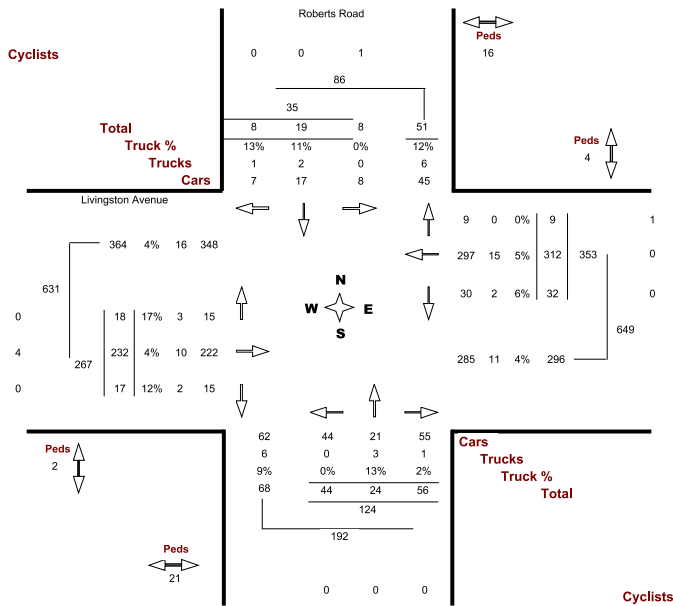 Roberts Road
Peds
Cyclists 0 0 1 16
86
35
Total 8 19 8 51
Truck % 13% 11% 0% 12%
Peds
Trucks 1 2 0 6 4
Cars 7 17 8 45
Livingston Avenue
9 0 0% 9 1
364 4% 16 348
297 15 5% 312 353 0
N
631 30 2 6% 32 0
W E
0 18 17% 3 15
S
649
4 232 4% 10 222
267 285 11 4% 296
0 17 12% 2 15
62 44 21 55 Cars
Peds
6 0 3 1 Trucks
2
9% 0% 13% 2% Truck %
68 44 24 56 Total
124
192
Peds
21
0 0 0
Cyclists